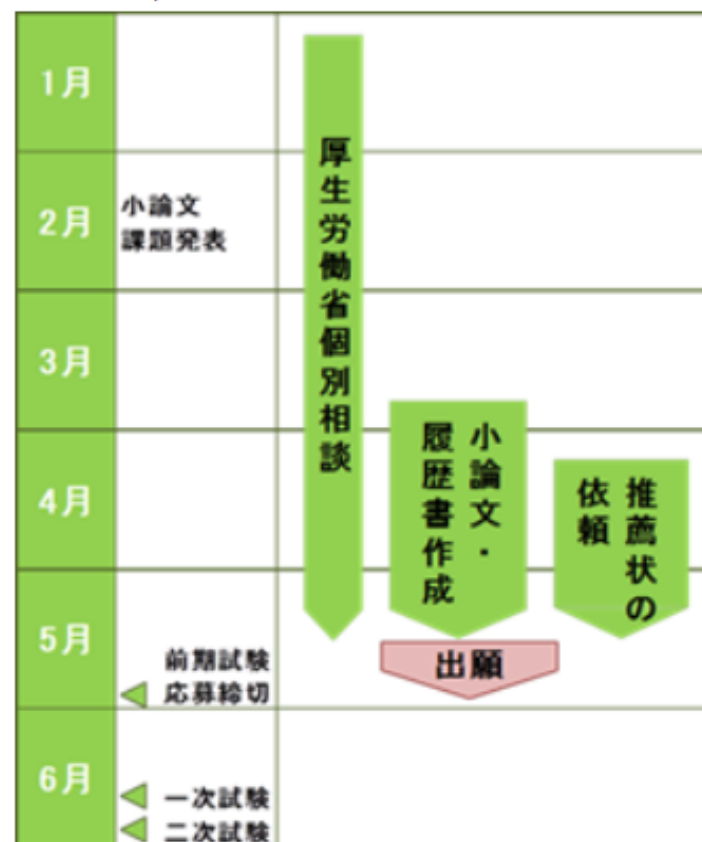 1月
2月
小論文
課題発表
3月
4月
5月
前期試験
応募締切
6月
一次試験
二次試験
厚生労働省個別相談
小論文・
履歴書作成
推薦状の
依頼
出願